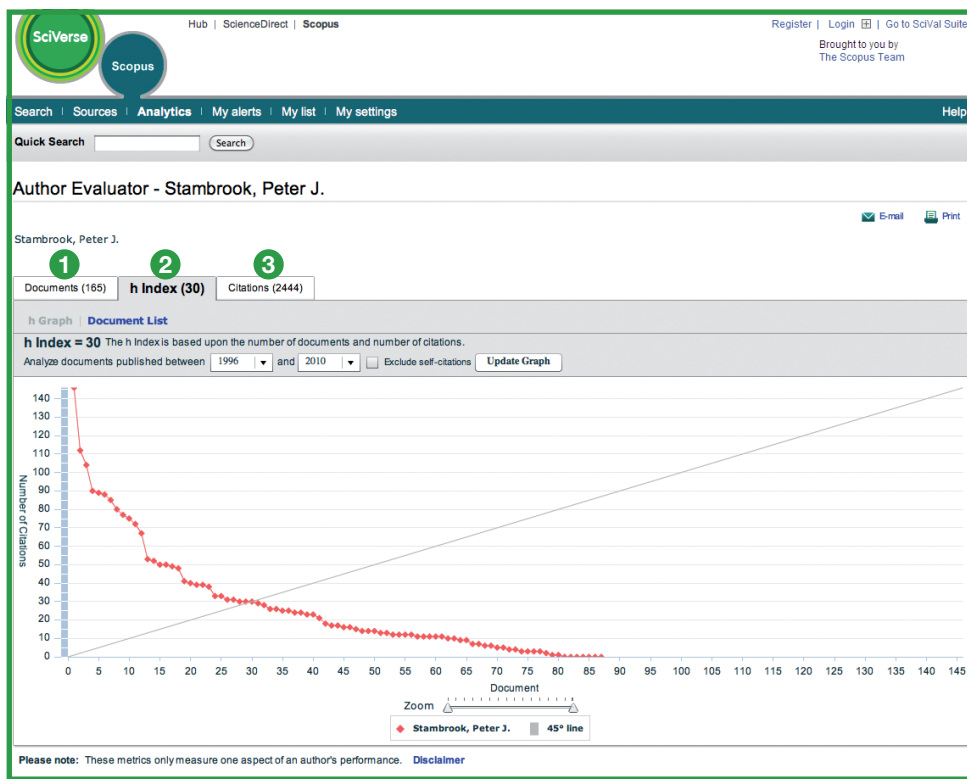 SciVerse
Scopus
Hub | ScienceDirect | Scopus
Register | Login | Go to SciVal Suite
Brought to you by
The Scopus Team
Search | Sources | Analytics | My alerts | My list | My settings
Help
Quick Search
Search
Author Evaluator - Stambrook, Peter J.
E-mail Print
Stambrook, Peter J.
1 2 3
Documents (165) h Index (30) Citations (2444)
h Graph | Document List
h Index = 30 The h Index is based upon the number of documents and number of citations.
Analyze documents published between 1996 and 2010 Exclude self-citations Update Graph
Number of Citations
140
130
120
110
100
90
80
70
60
50
40
30
20
10
0
0 5 10 15 20 25 30 35 40 45 50 55 60 65 70 75 80 85 90 95 100 105 110 115 120 125 130 135 140 145
Document
Zoom
Stambrook, Peter J. 45° line
Please note: These metrics only measure one aspect of an author's performance. Disclaimer